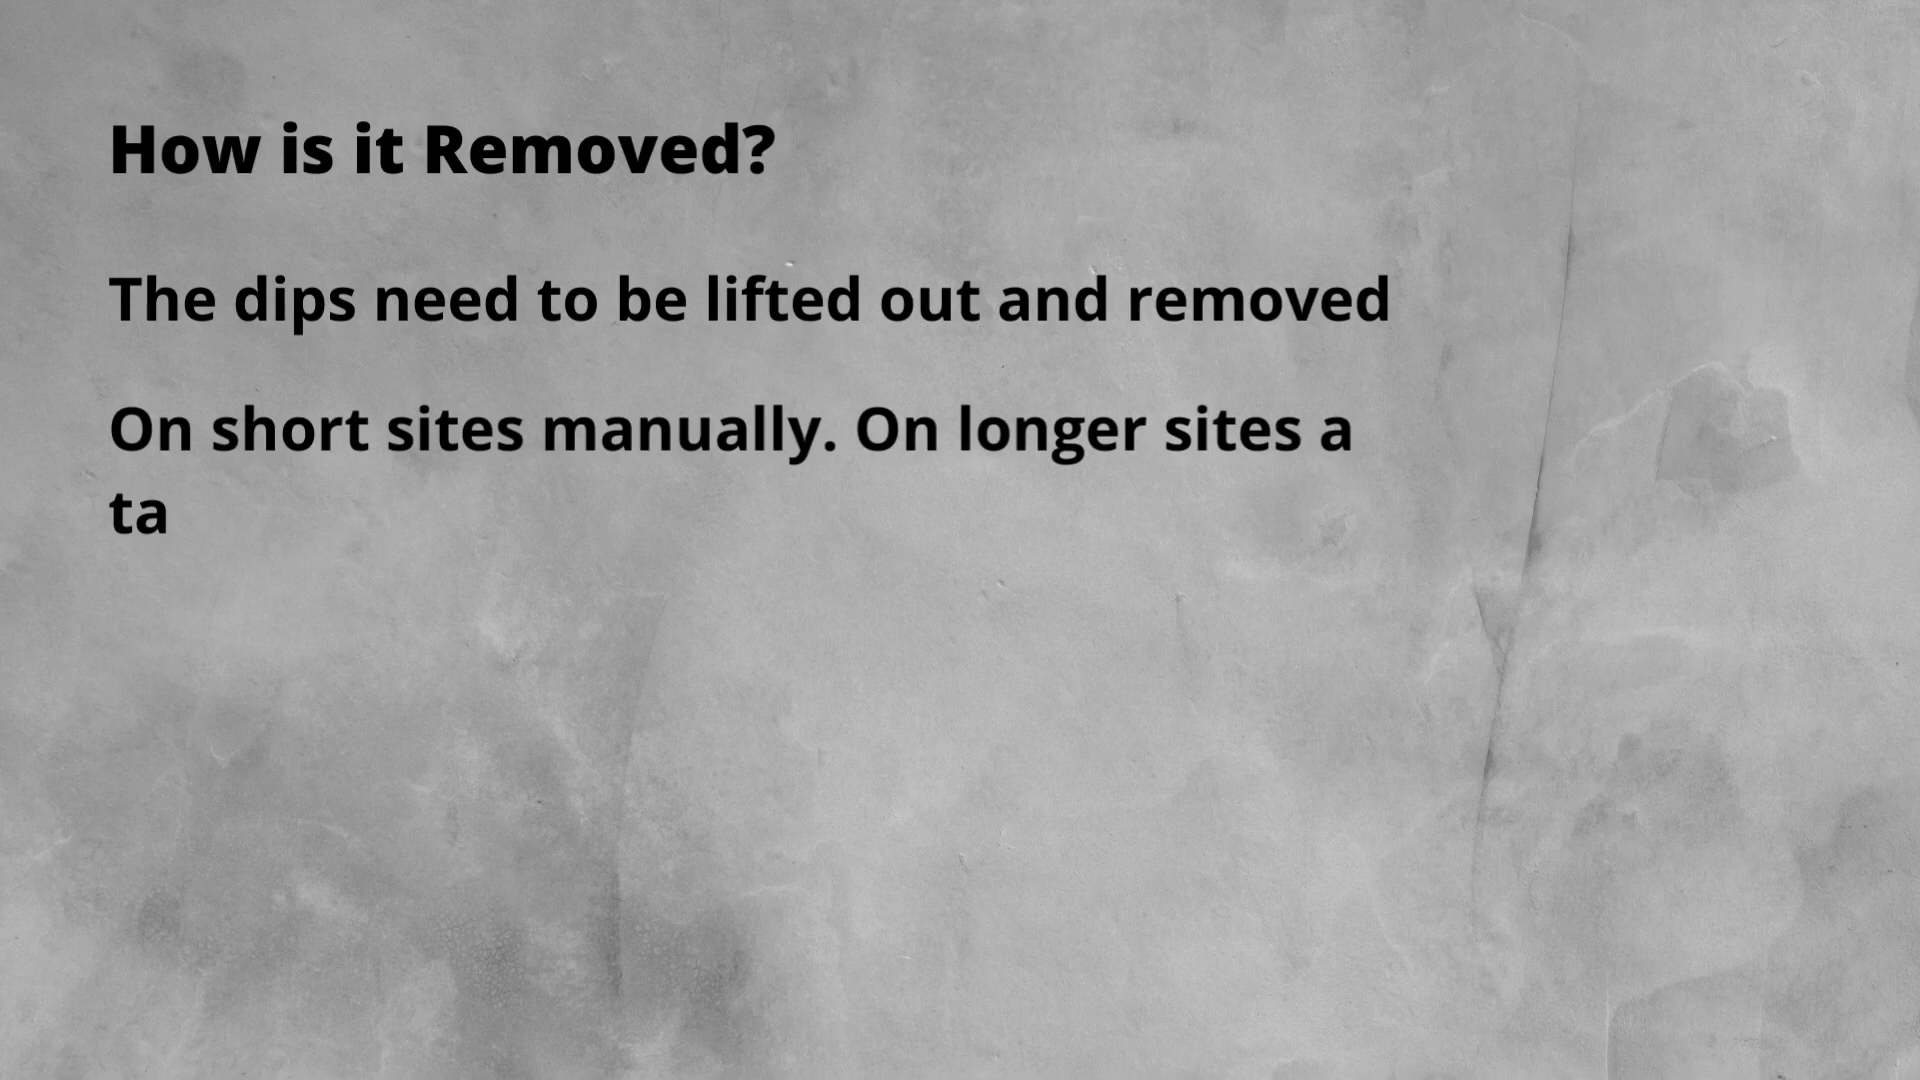 How is it Removed?
The dips need to be lifted out and removed
On short sites manually. On longer sites a
ta